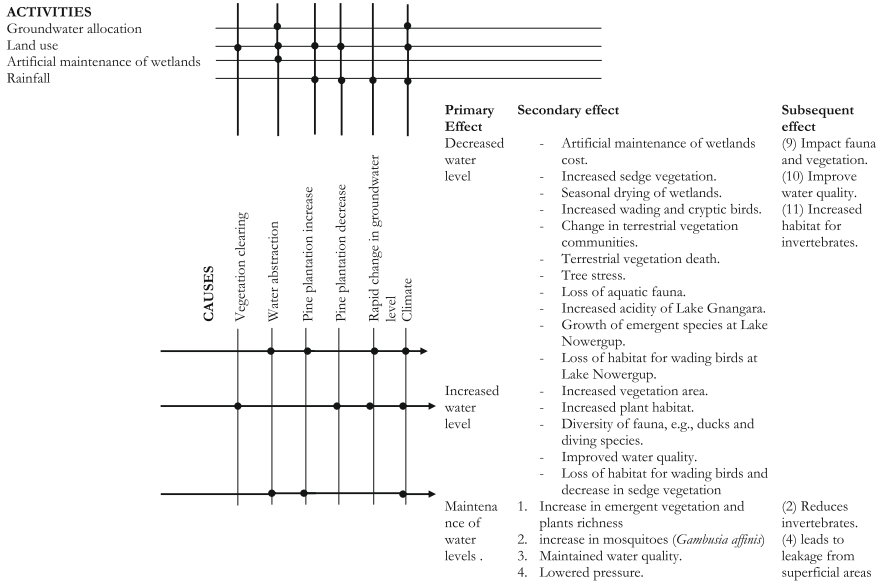 ACTIVITIES
Groundwater allocation
Land use
Artificial maintenance of wetlands
Rainfall
CAUSES
Vegetation clearing
Water abstraction
Pine plantation increase
Pine plantation decrease
Rapid change in groundwater
level
Climate
Primary
Effect
Secondary effect
Subsequent
effect
Decreased
water
level
- Artificial maintenance of wetlands
cost.
- Increased sedge vegetation.
- Seasonal drying of wetlands.
- Increased wading and cryptic birds.
- Change in terrestrial vegetation
communities.
- Terrestrial vegetation death.
- Tree stress.
- Loss of aquatic fauna.
- Increased acidity of Lake Gnangara.
- Growth of emergent species at Lake
Nowergup.
- Loss of habitat for wading birds at
Lake Nowergup.
(9) Impact fauna
and vegetation.
(10) Improve
water quality.
(11) Increased
habitat for
invertebrates.
Increased
water
level
- Increased vegetation area.
- Increased plant habitat.
- Diversity of fauna, e.g., ducks and
diving species.
- Improved water quality.
- Loss of habitat for wading birds and
decrease in sedge vegetation
Maintena
nce of
water
levels .
1. Increase in emergent vegetation and
plants richness
2. increase in mosquitoes (Gambusia affinis)
3. Maintained water quality.
4. Lowered pressure.
(2) Reduces
invertebrates.
(4) leads to
leakage from
superficial areas